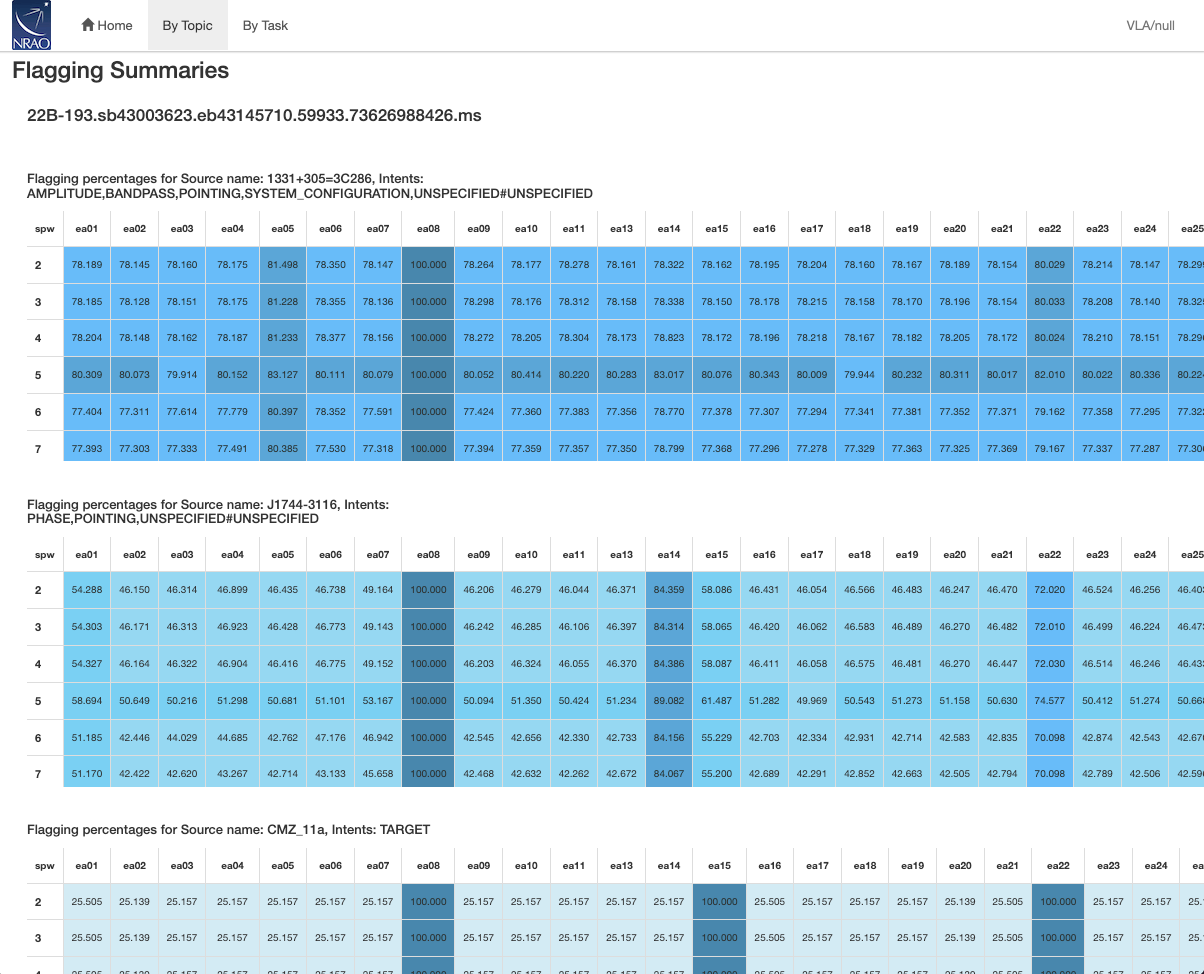 NRAO Home By Topic By Task VLA/null
Flagging Summaries
22B-193.sb43003623.eb43145710.59933.73626988426.ms
Flagging percentages for Source name: 1331+305=3C286, Intents:
AMPLITUDE,BANDPASS,POINTING,SYSTEM_CONFIGURATION,UNSPECIFIED#UNSPECIFIED
spw ea01 ea02 ea03 ea04 ea05 ea06 ea07 ea08 ea09 ea10 ea11 ea13 ea14 ea15 ea16 ea17 ea18 ea19 ea20 ea21 ea22 ea23 ea24 ea25
2 78.189 78.145 78.160 78.175 81.498 78.350 78.147 100.000 78.264 78.177 78.278 78.161 78.322 78.162 78.195 78.204 78.160 78.167 78.189 78.154 80.029 78.214 78.147 78.29
3 78.185 78.128 78.151 78.175 81.228 78.355 78.136 100.000 78.298 78.176 78.312 78.158 78.338 78.150 78.178 78.215 78.158 78.170 78.196 78.154 80.033 78.208 78.140 78.32
4 78.204 78.148 78.162 78.187 81.233 78.377 78.156 100.000 78.272 78.205 78.304 78.173 78.823 78.172 78.196 78.218 78.167 78.182 78.205 78.172 80.024 78.210 78.151 78.29
5 80.309 80.073 79.914 80.152 83.127 80.111 80.079 100.000 80.052 80.414 80.220 80.283 83.017 80.076 80.343 80.009 79.944 80.232 80.311 80.017 82.010 80.022 80.336 80.22
6 77.404 77.311 77.614 77.779 80.397 78.352 77.591 100.000 77.424 77.360 77.383 77.356 78.770 77.378 77.307 77.294 77.341 77.381 77.352 77.371 79.162 77.358 77.295 77.32
7 77.393 77.303 77.333 77.491 80.385 77.530 77.318 100.000 77.394 77.359 77.357 77.350 78.799 77.368 77.296 77.278 77.329 77.363 77.325 77.369 79.167 77.337 77.287 77.30
Flagging percentages for Source name: J1744-3116, Intents:
PHASE,POINTING,UNSPECIFIED#UNSPECIFIED
spw ea01 ea02 ea03 ea04 ea05 ea06 ea07 ea08 ea09 ea10 ea11 ea13 ea14 ea15 ea16 ea17 ea18 ea19 ea20 ea21 ea22 ea23 ea24 ea25
2 54.288 46.150 46.314 46.899 46.435 46.738 49.164 100.000 46.206 46.279 46.044 46.371 84.359 58.086 46.431 46.054 46.566 46.483 46.247 46.470 72.020 46.524 46.256 46.40
3 54.303 46.171 46.313 46.923 46.428 46.773 49.143 100.000 46.242 46.285 46.106 46.397 84.314 58.065 46.420 46.062 46.583 46.489 46.270 46.482 72.010 46.499 46.224 46.47
4 54.327 46.164 46.322 46.904 46.416 46.775 49.152 100.000 46.203 46.324 46.055 46.370 84.386 58.087 46.411 46.058 46.575 46.481 46.270 46.447 72.030 46.514 46.246 46.43
5 58.694 50.649 50.216 51.298 50.681 51.101 53.167 100.000 50.094 51.350 50.424 51.234 89.082 61.487 51.282 49.969 50.543 51.273 51.158 50.630 74.577 50.412 51.274 50.66
6 51.185 42.446 44.029 44.685 42.762 47.176 46.942 100.000 42.545 42.656 42.330 42.733 84.156 55.229 42.703 42.334 42.931 42.714 42.583 42.835 70.098 42.874 42.543 42.67
7 51.170 42.422 42.620 43.267 42.714 43.133 45.658 100.000 42.468 42.632 42.262 42.672 84.067 55.200 42.689 42.291 42.852 42.663 42.505 42.794 70.098 42.789 42.506 42.59
Flagging percentages for Source name: CMZ_11a, Intents: TARGET
spw ea01 ea02 ea03 ea04 ea05 ea06 ea07 ea08 ea09 ea10 ea11 ea13 ea14 ea15 ea16 ea17 ea18 ea19 ea20 ea21 ea22 ea23 ea24 ea
2 25.505 25.139 25.157 25.157 25.157 25.157 25.157 100.000 25.157 25.157 25.157 25.157 25.157 100.000 25.505 25.157 25.157 25.157 25.139 25.505 100.000 25.157 25.157 25.
3 25.505 25.139 25.157 25.157 25.157 25.157 25.157 100.000 25.157 25.157 25.157 25.157 25.157 100.000 25.505 25.157 25.157 25.157 25.139 25.505 100.000 25.157 25.157 25.